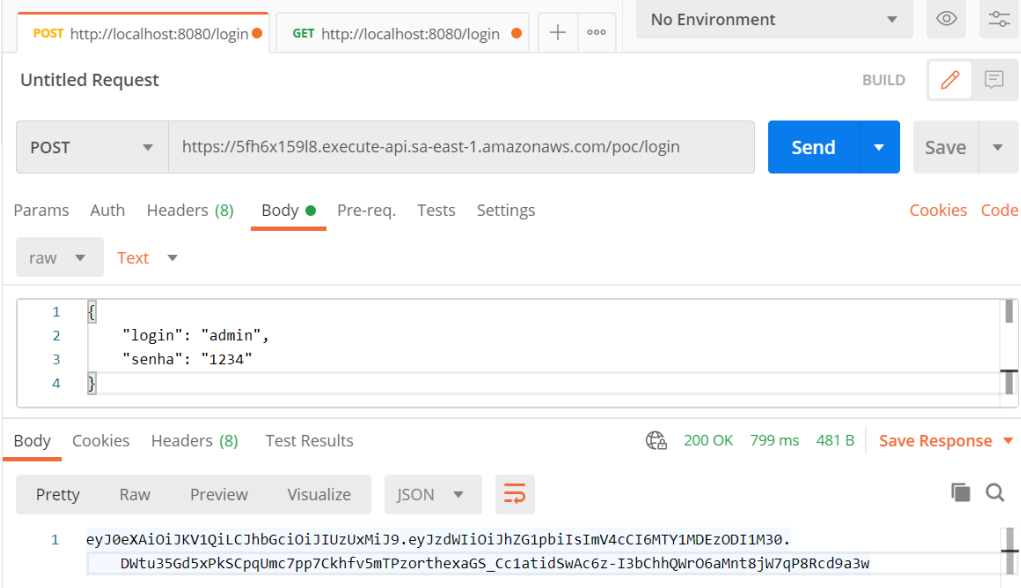 POST http://localhost:8080/login GET http://localhost:8080/login No Environment
Untitled Request BUILD
POST https://5fh6x159l8.execute-api.sa-east-1.amazonaws.com/poc/login Send Save
Params Auth Headers (8) Body Pre-req. Tests Settings Cookies Code
raw Text
1 {
2 "login": "admin",
3 "senha": "1234"
4 }
Body Cookies Headers (8) Test Results 200 OK 799 ms 481 B Save Response
Pretty Raw Preview Visualize JSON
1 eyJ0eXAiOiJKV1QiLCJhbGciOiJIUzUxMiJ9.eyJzdWIiOiJhZG1pbiIsImV4cCI6MTY1MDEzODI1M30.
DWtu35Gd5xPkSCpqUmc7pp7Ckhfv5mTPzorthexaGS_Cc1atidSwAc6z-I3bChhQWrO6aMnt8jW7qP8Rcd9a3w